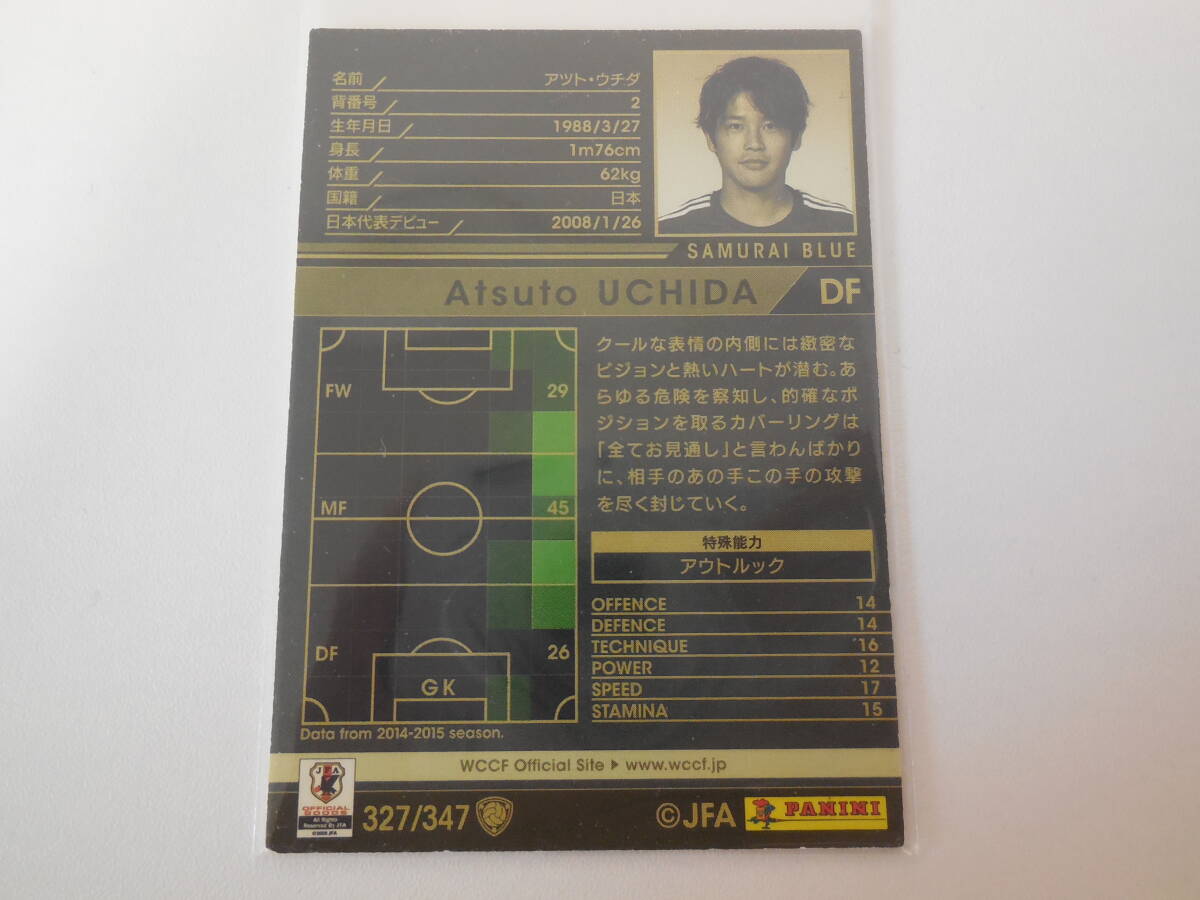 名前 アツト・ウチダ
背番号 2
生年月日 1988/3/27
身長 1m76cm
体重 62kg
国籍 日本
日本代表デビュー 2008/1/26
SAMURAI BLUE
Atsuto UCHIDA DF
FW 29
MF 45
DF 26
GK
Data from 2014-2015 season.
クールな表情の内側には緻密な
ビジョンと熱いハートが潜む。あ
らゆる危険を察知し、的確なポ
ジションを取るカバーリングは
「全てお見通し」と言わんばかり
に、相手のあの手この手の攻撃
を尽く封じていく。
特殊能力
アウトルック
OFFENCE 14
DEFENCE 14
TECHNIQUE 16
POWER 12
SPEED 17
STAMINA 15
WCCF Official Site ▶ www.wccf.jp
JFA
OFFICIAL
GOODS
All Rights
Reserved By JFA
327/347
©JFA
PANINI